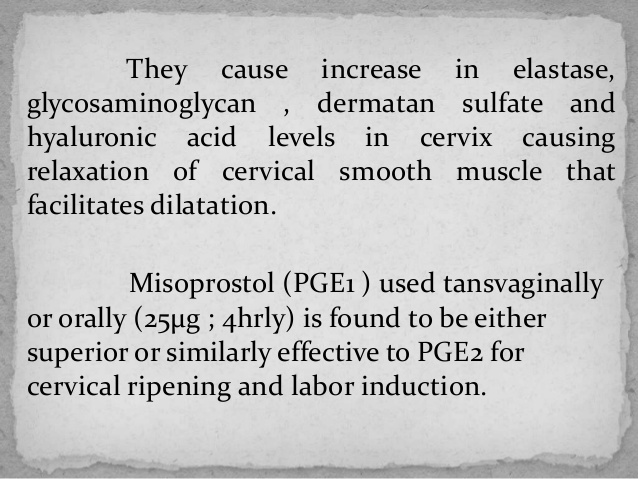 They cause increase in elastase,
glycosaminoglycan , dermatan sulfate and
hyaluronic acid levels in cervix causing
relaxation of cervical smooth muscle that
facilitates dilatation.
Misoprostol (PGE1 ) used tansvaginally
or orally (25µg ; 4hrly) is found to be either
superior or similarly effective to PGE2 for
cervical ripening and labor induction.